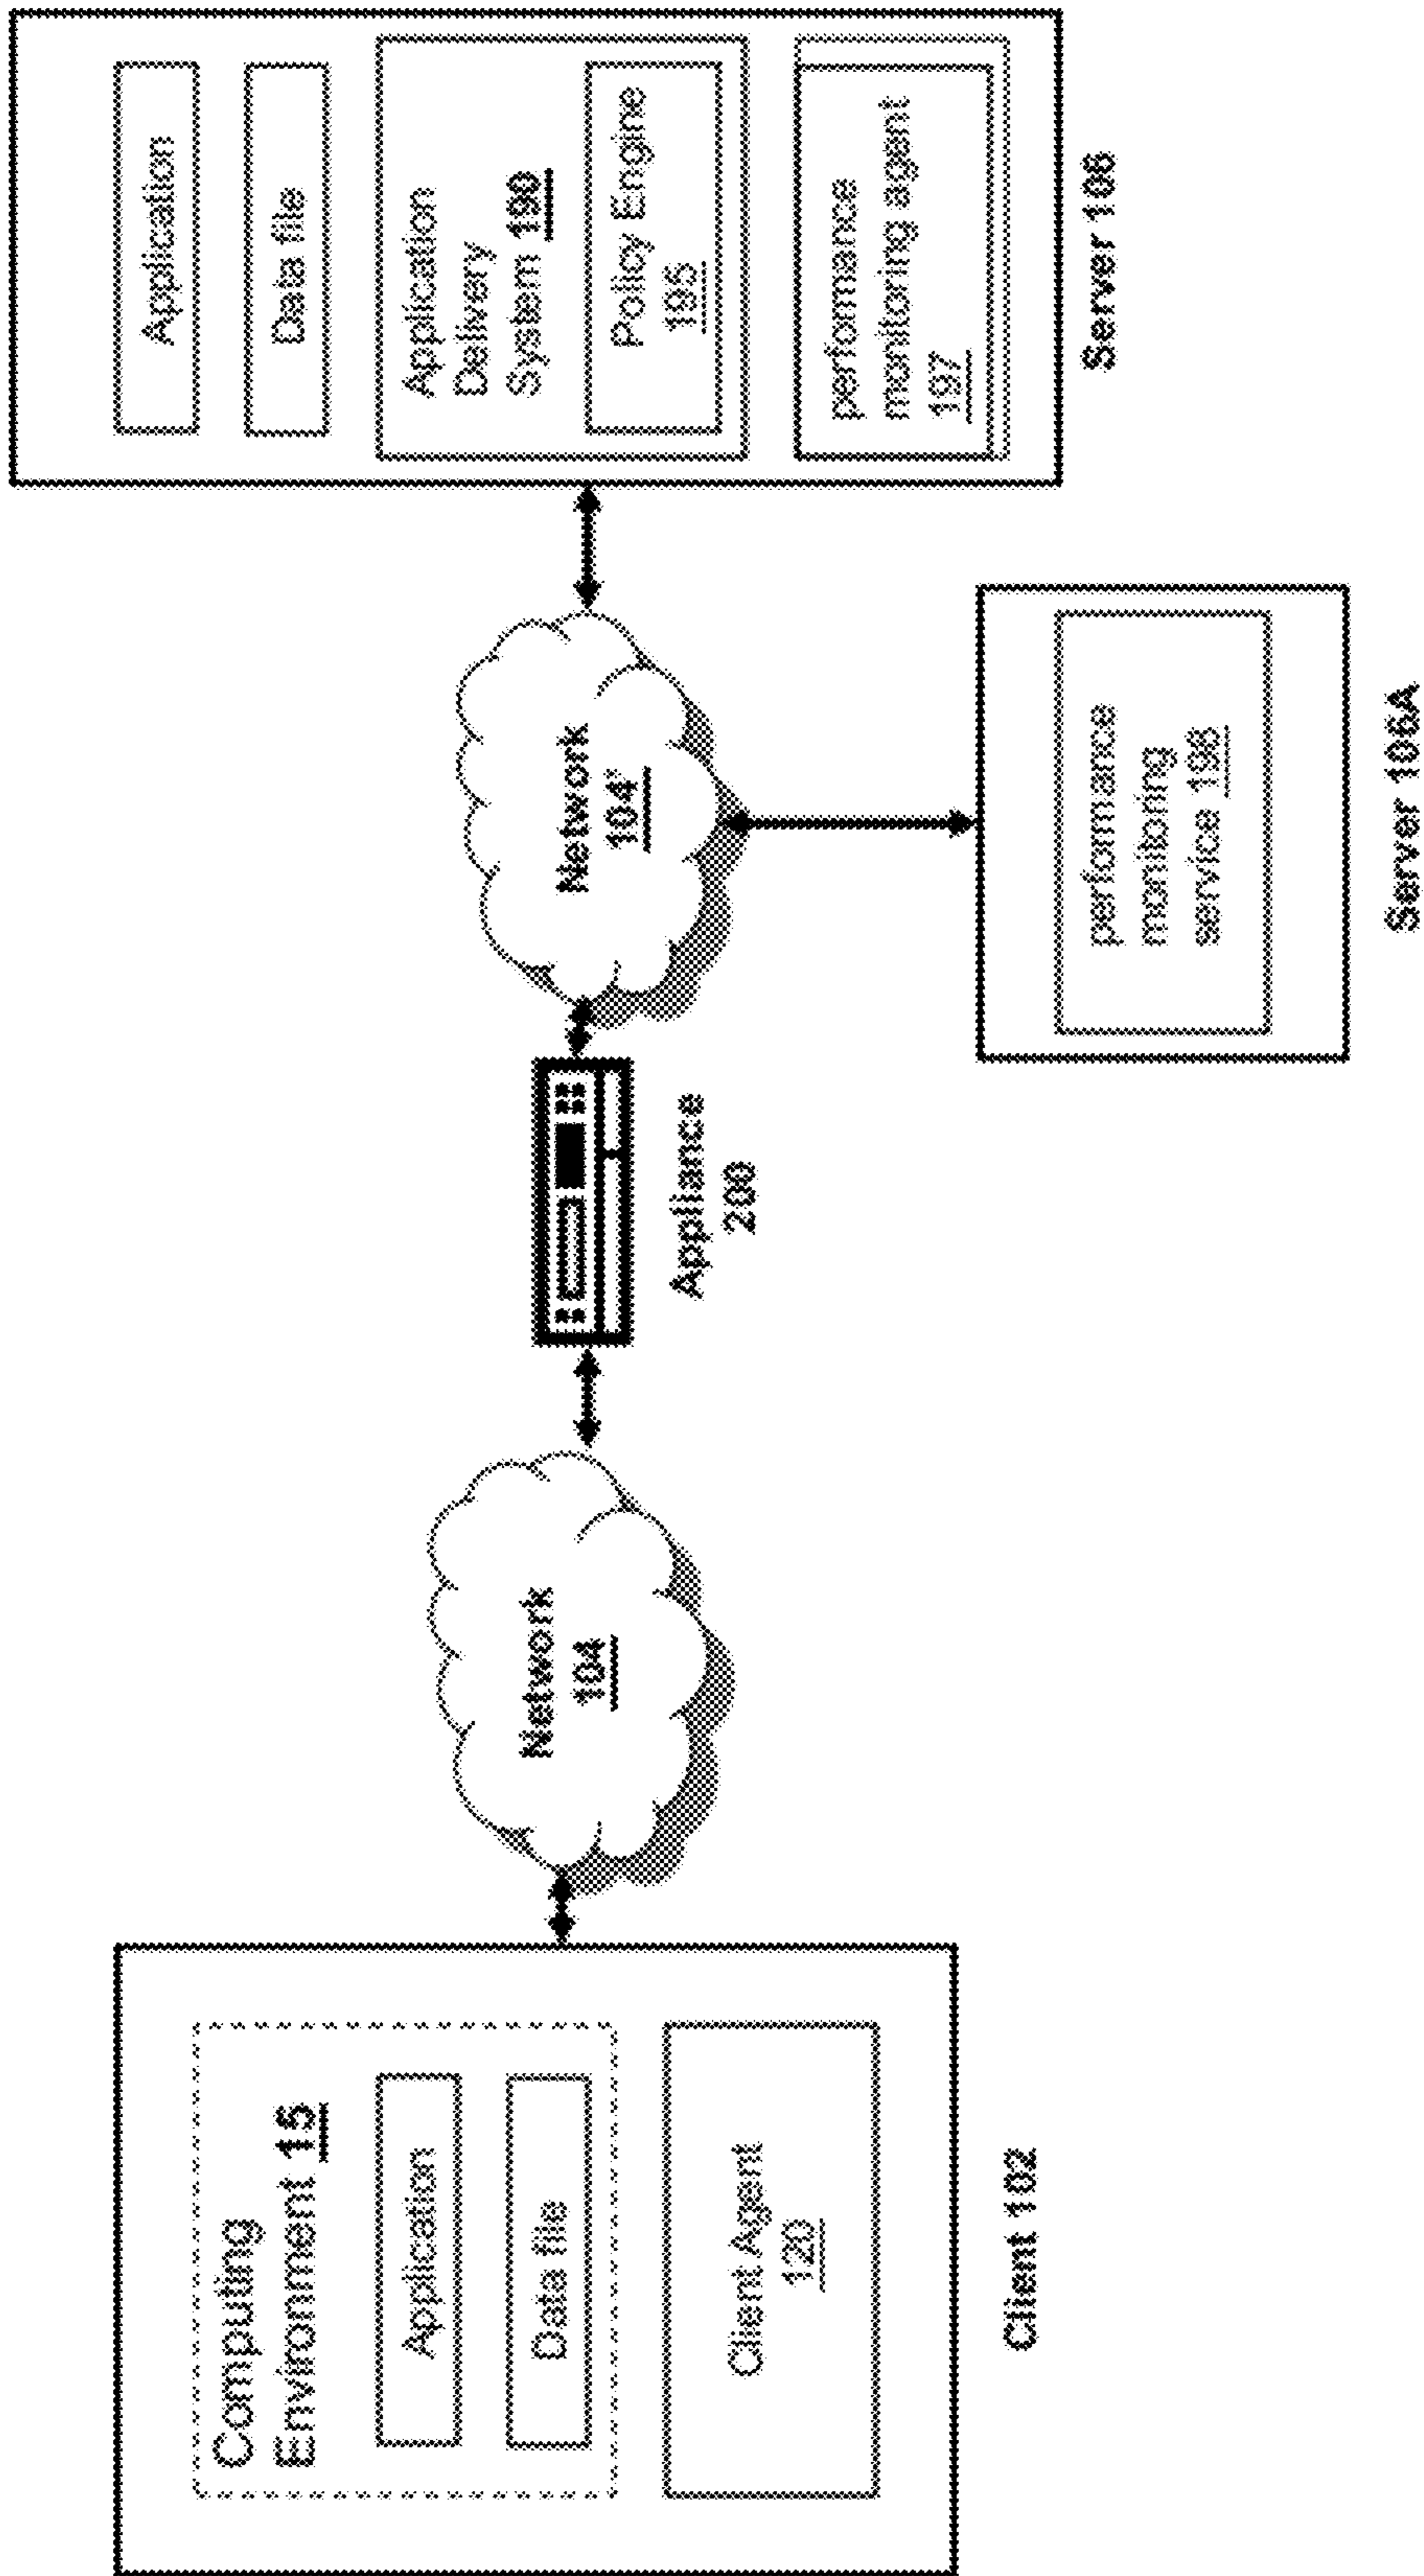 Computing
Environment 15
Application
Data file
Client Agent
120
Client 102
Network
104
Appliance
200
Network
104'
performance
monitoring
service 198
Server 106A
Application
Data file
Application
Delivery
System 190
Policy Engine
195
performance
monitoring agent
197
Server 106